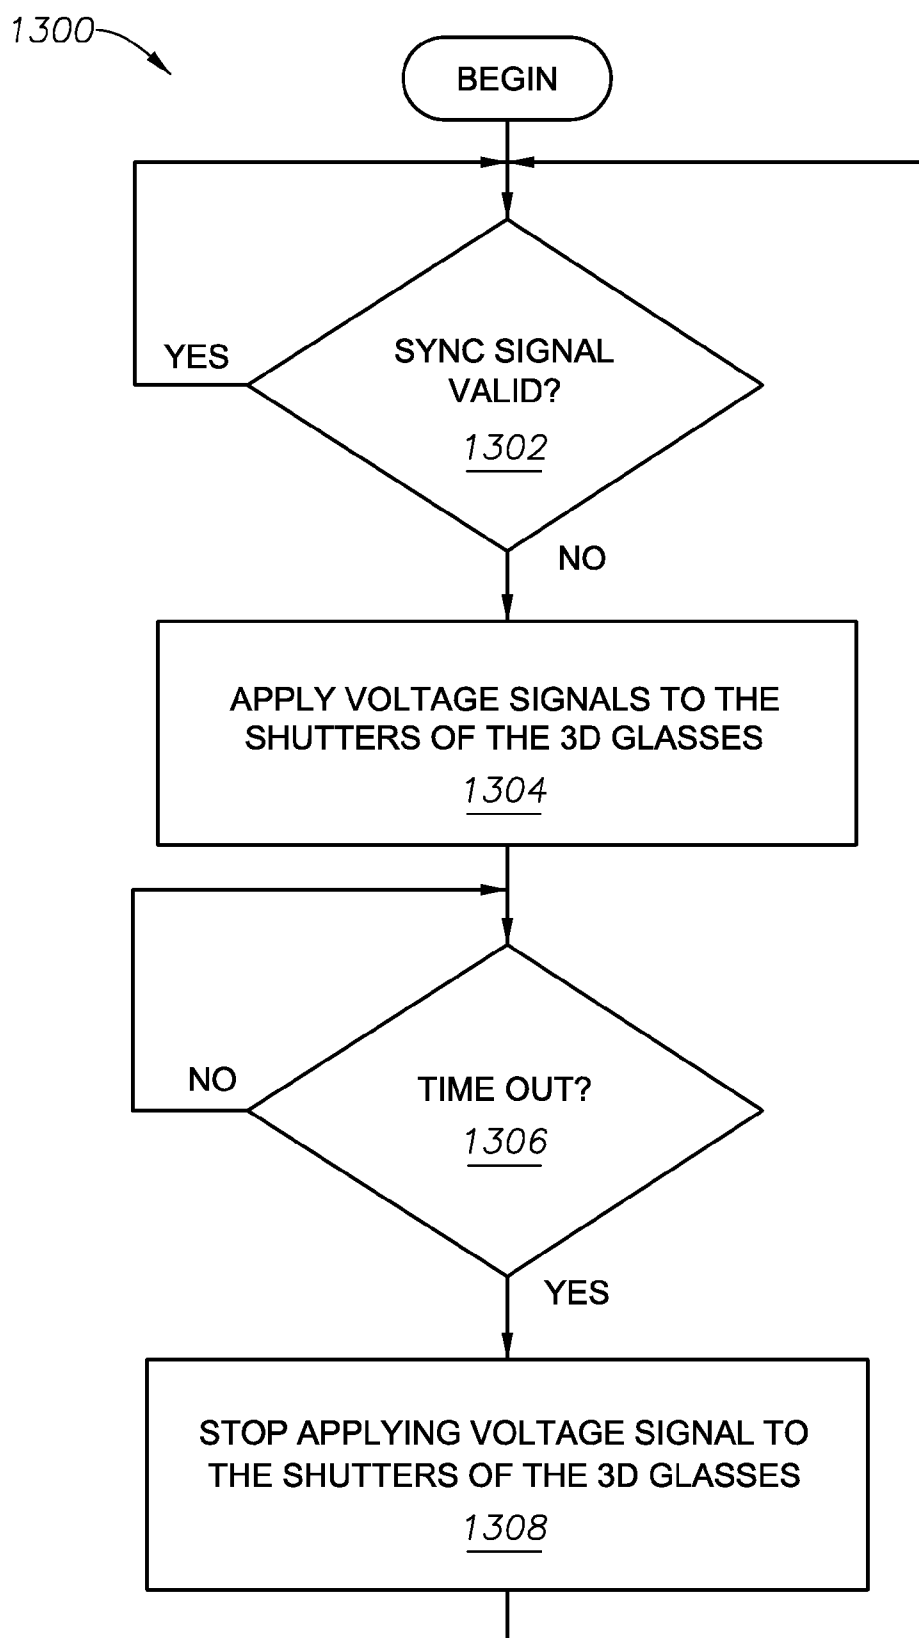 1300
BEGIN
SYNC SIGNAL
VALID?
1302
YES
NO
APPLY VOLTAGE SIGNALS TO THE
SHUTTERS OF THE 3D GLASSES
1304
TIME OUT?
1306
NO
YES
STOP APPLYING VOLTAGE SIGNAL TO
THE SHUTTERS OF THE 3D GLASSES
1308